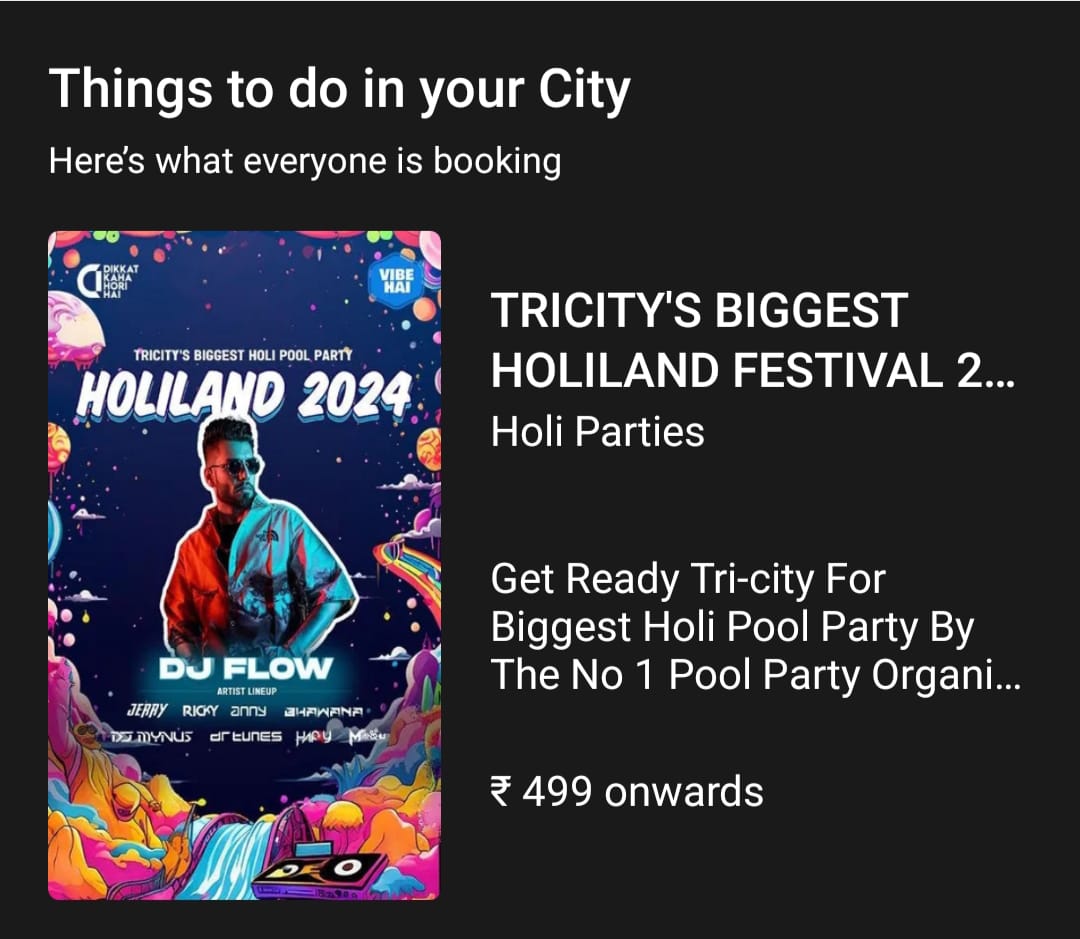 Things to do in your City
Here's what everyone is booking
DIKKAT
KAHA
HORI
HAI
VIBE
HAI
TRICITY'S BIGGEST HOLI POOL PARTY
HOLILAND 2024
DJ FLOW
ARTIST LINEUP
JERRY RICKY anny BHAWANA
DJ MYNUS dr tunes
TRICITY'S BIGGEST
HOLILAND FESTIVAL 2...
Holi Parties
Get Ready Tri-city For
Biggest Holi Pool Party By
The No 1 Pool Party Organi...
₹ 499 onwards